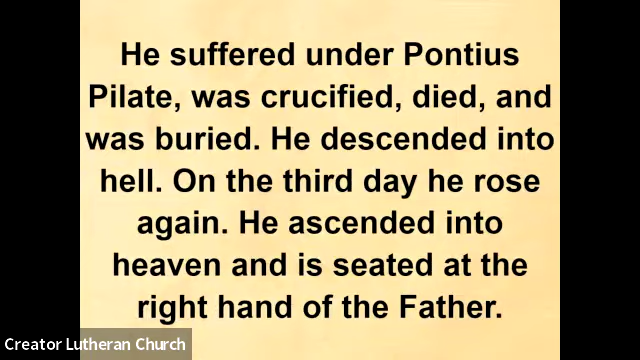 He suffered under Pontius
Pilate, was crucified, died, and
was buried. He descended into
hell. On the third day he rose
again. He ascended into
heaven and is seated at the
right hand of the Father.
Creator Lutheran Church